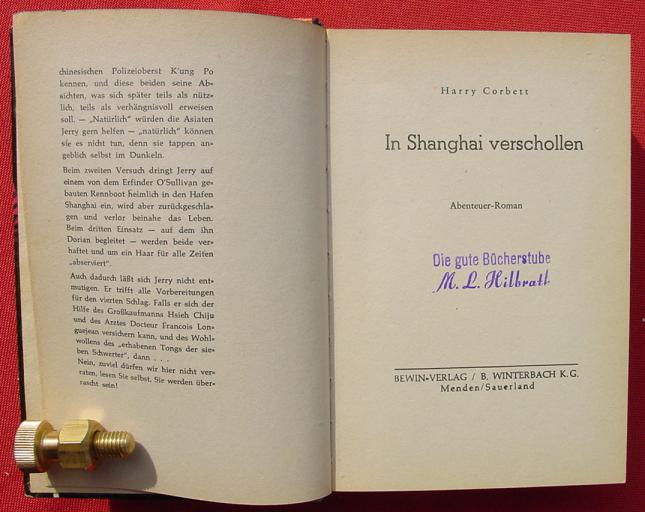 chinesischen Polizeioberst K'ung Po
kennen, und diese beiden seine Ab-
sichten, was sich später teils als nütz-
lich, teils als verhängnisvoll erweisen
soll. — „Natürlich" würden die Asiaten
Jerry gern helfen — „natürlich" können
sie es nicht tun, denn sie tappen an-
geblich selbst im Dunkeln.
Beim zweiten Versuch dringt Jerry auf
einem von dem Erfinder O'Sullivan ge-
bauten Rennboot heimlich in den Hafen
Shanghai ein, wird aber zurückgeschla-
gen und verlor beinahe das Leben.
Beim dritten Einsatz — auf dem ihn
Dorian begleitet — werden beide ver-
haftet und um ein Haar für alle Zeiten
„abserviert".
Auch dadurch läßt sich Jerry nicht ent-
mutigen. Er trifft alle Vorbereitungen
für den vierten Schlag. Falls er sich der
Hilfe des Großkaufmanns Hsieh Chiju
und des Arztes Docteur Francois Lon-
guejean versichern kann, und des Wohl-
wollens des „erhabenen Tongs der sie-
ben Schwerter", dann . . .
Nein, zuviel dürfen wir hier nicht ver-
raten, lesen Sie selbst, Sie werden über-
rascht sein!
Harry Corbett
In Shanghai verschollen
Abenteuer-Roman
Die gute Bücherstube
M. L. Hilbrath
BEWIN-VERLAG / B. WINTERBACH K.G.
Menden/Sauerland